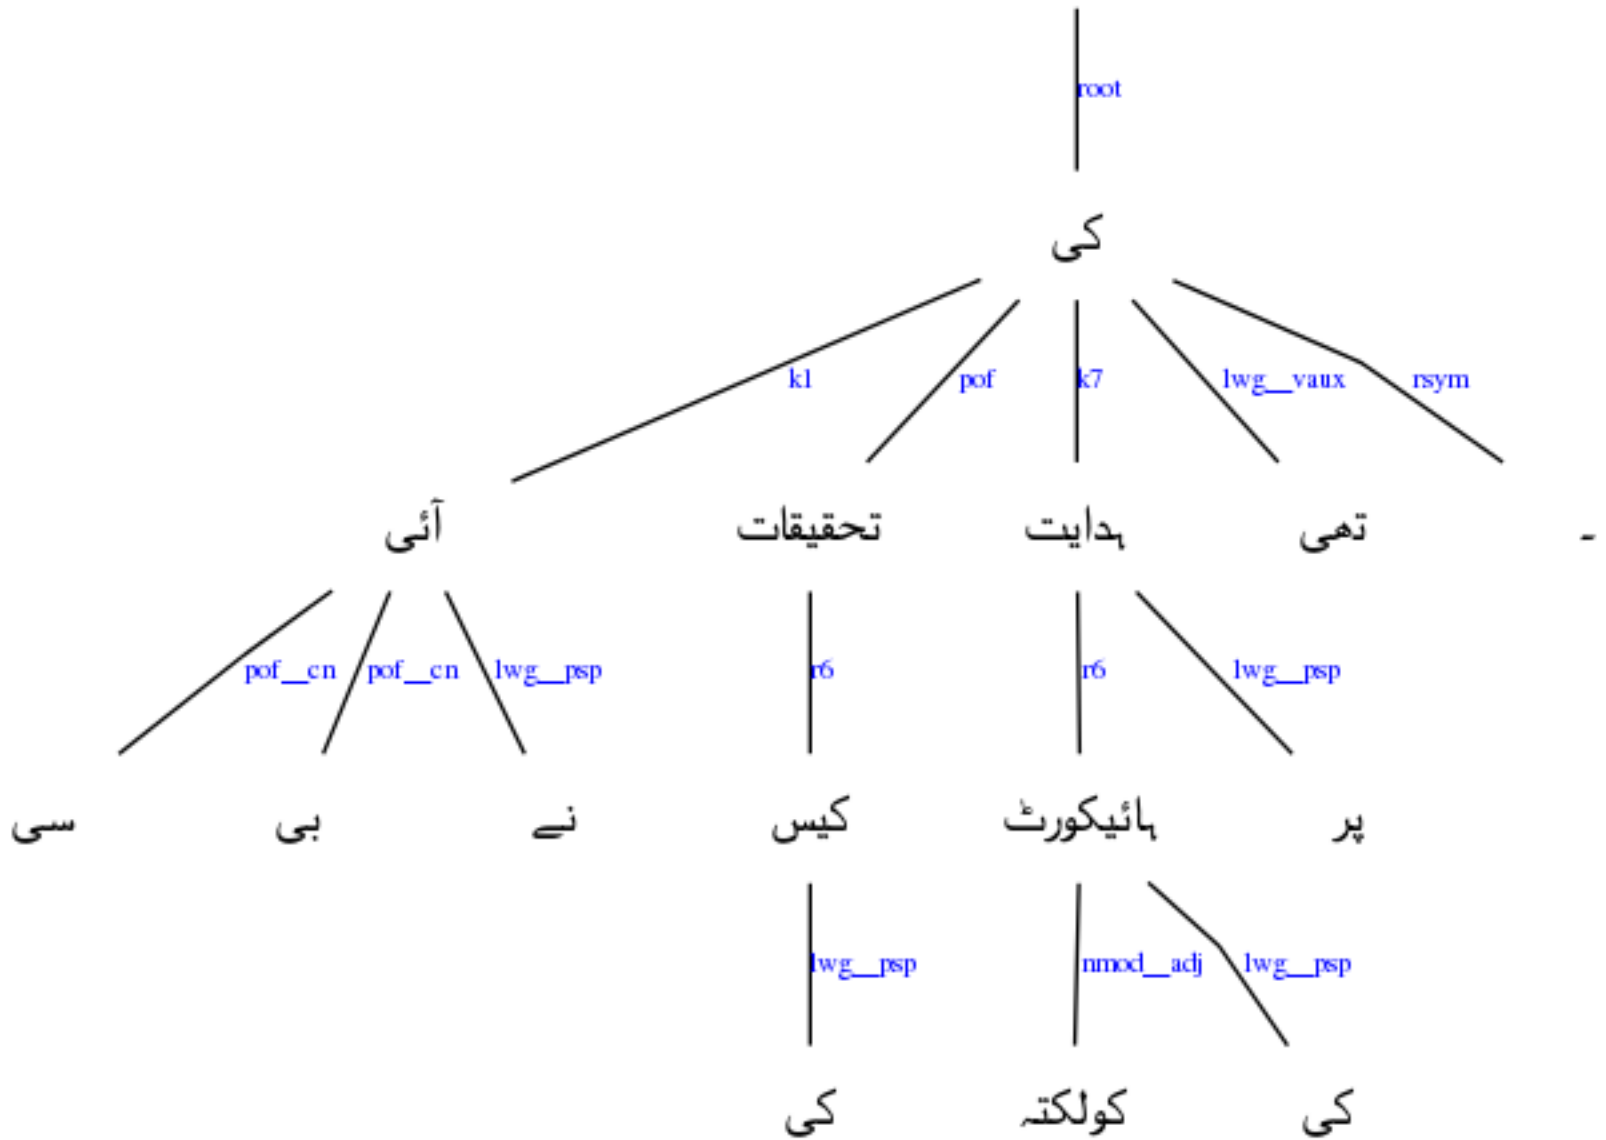 root
کی
k1 pof k7 lwg__vaux rsym
آئی تحقیقات ہدایت تھی ۔
pof__cn pof__cn lwg__psp r6 r6 lwg__psp
سی بی نے کیس ہائیکورٹ پر
lwg__psp nmod__adj lwg__psp
کی کولکتہ کی